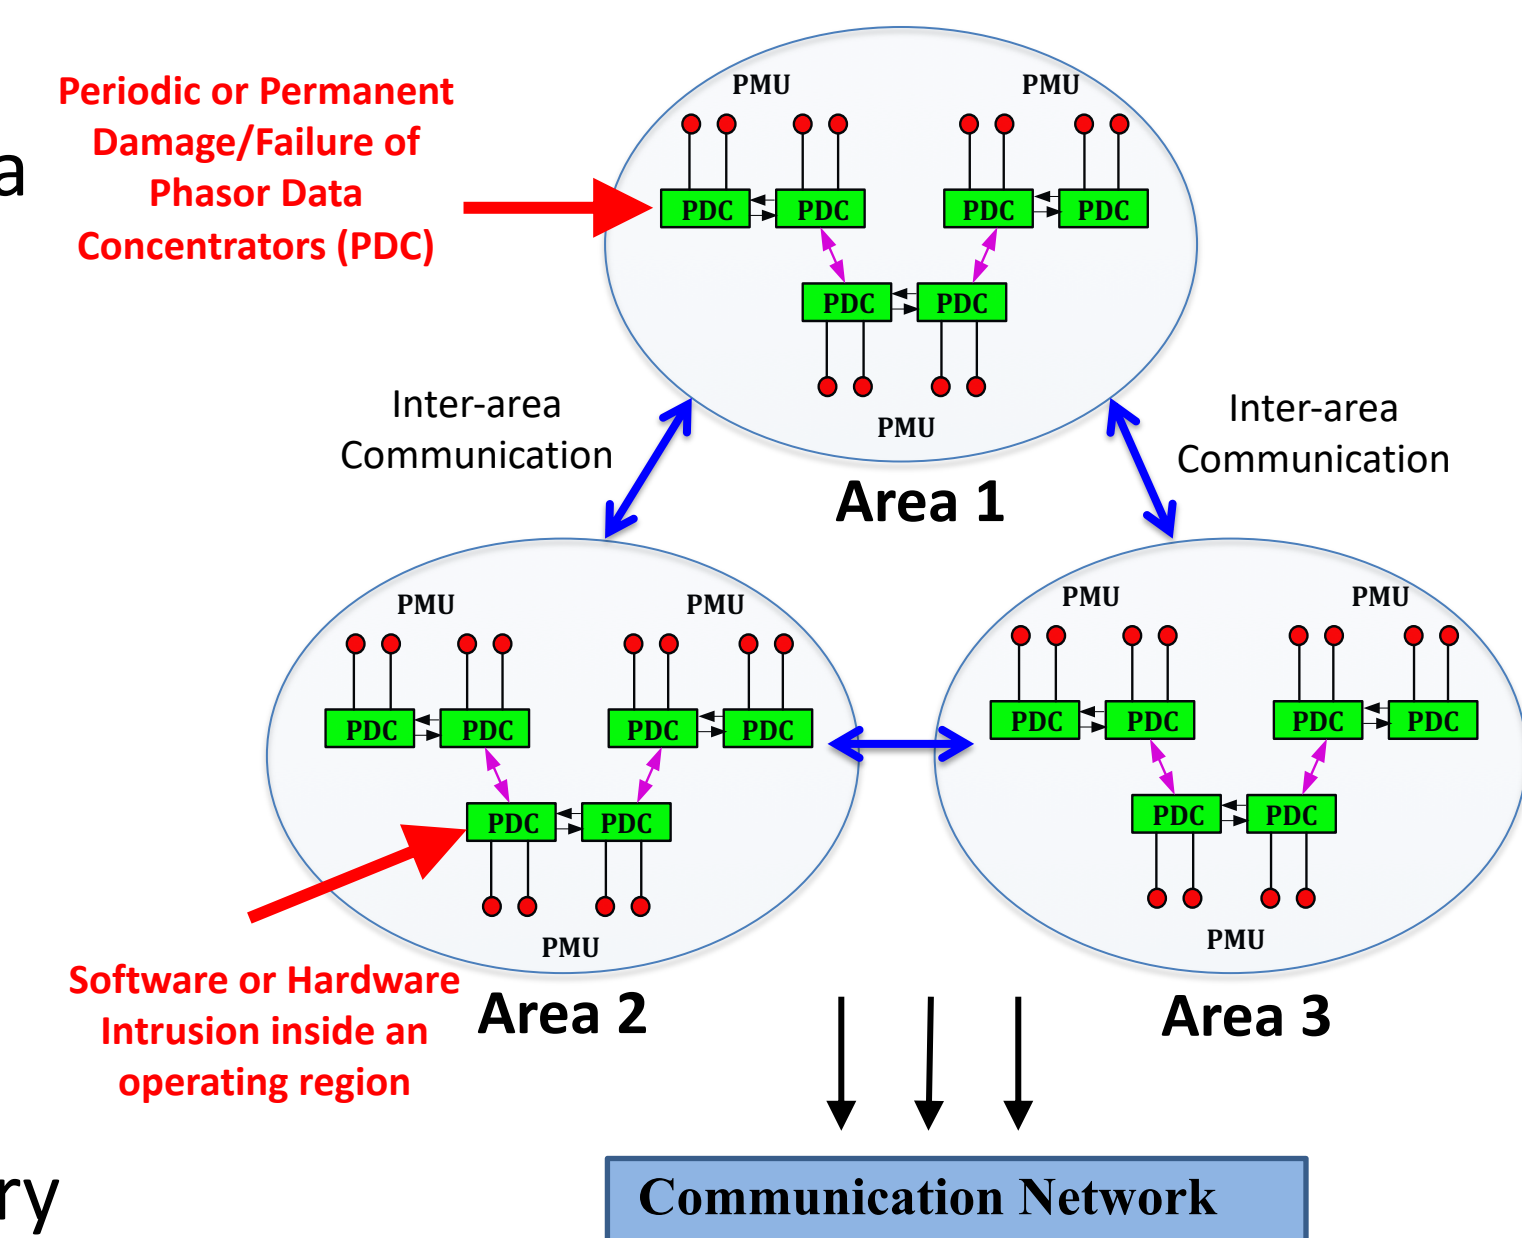 a
Periodic or Permanent
Damage/Failure of
Phasor Data
Concentrators (PDC)
PMU PMU
PDC PDC PDC PDC
PDC PDC
PMU
Area 1
Inter-area
Communication
Inter-area
Communication
PMU PMU
PDC PDC PDC PDC
PDC PDC
PMU
Area 2
PMU PMU
PDC PDC PDC PDC
PDC PDC
PMU
Area 3
Software or Hardware
Intrusion inside an
operating region
ry
Communication Network